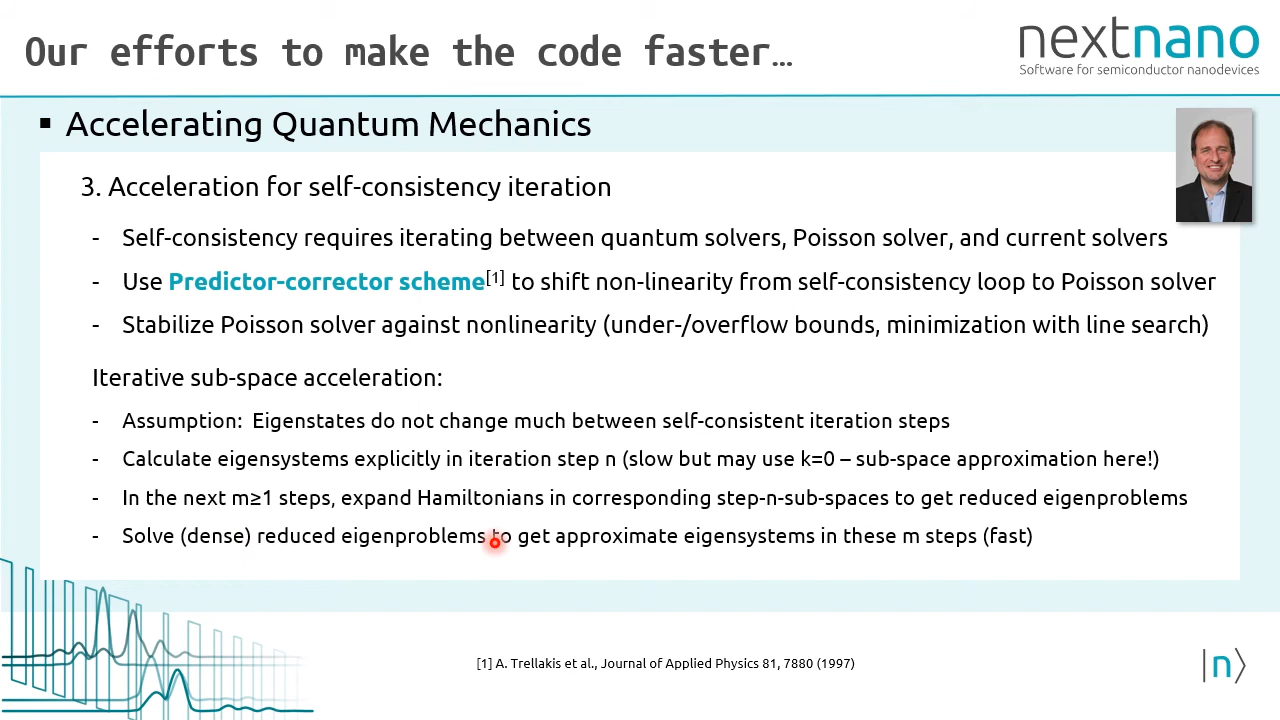 Our efforts to make the code faster…
nextnano
Software for semiconductor nanodevices
▪ Accelerating Quantum Mechanics
3. Acceleration for self-consistency iteration
- Self-consistency requires iterating between quantum solvers, Poisson solver, and current solvers
- Use Predictor-corrector scheme[1] to shift non-linearity from self-consistency loop to Poisson solver
- Stabilize Poisson solver against nonlinearity (under-/overflow bounds, minimization with line search)
Iterative sub-space acceleration:
- Assumption: Eigenstates do not change much between self-consistent iteration steps
- Calculate eigensystems explicitly in iteration step n (slow but may use k=0 – sub-space approximation here!)
- In the next m≥1 steps, expand Hamiltonians in corresponding step-n-sub-spaces to get reduced eigenproblems
- Solve (dense) reduced eigenproblems to get approximate eigensystems in these m steps (fast)
[1] A. Trellakis et al., Journal of Applied Physics 81, 7880 (1997)
|n⟩